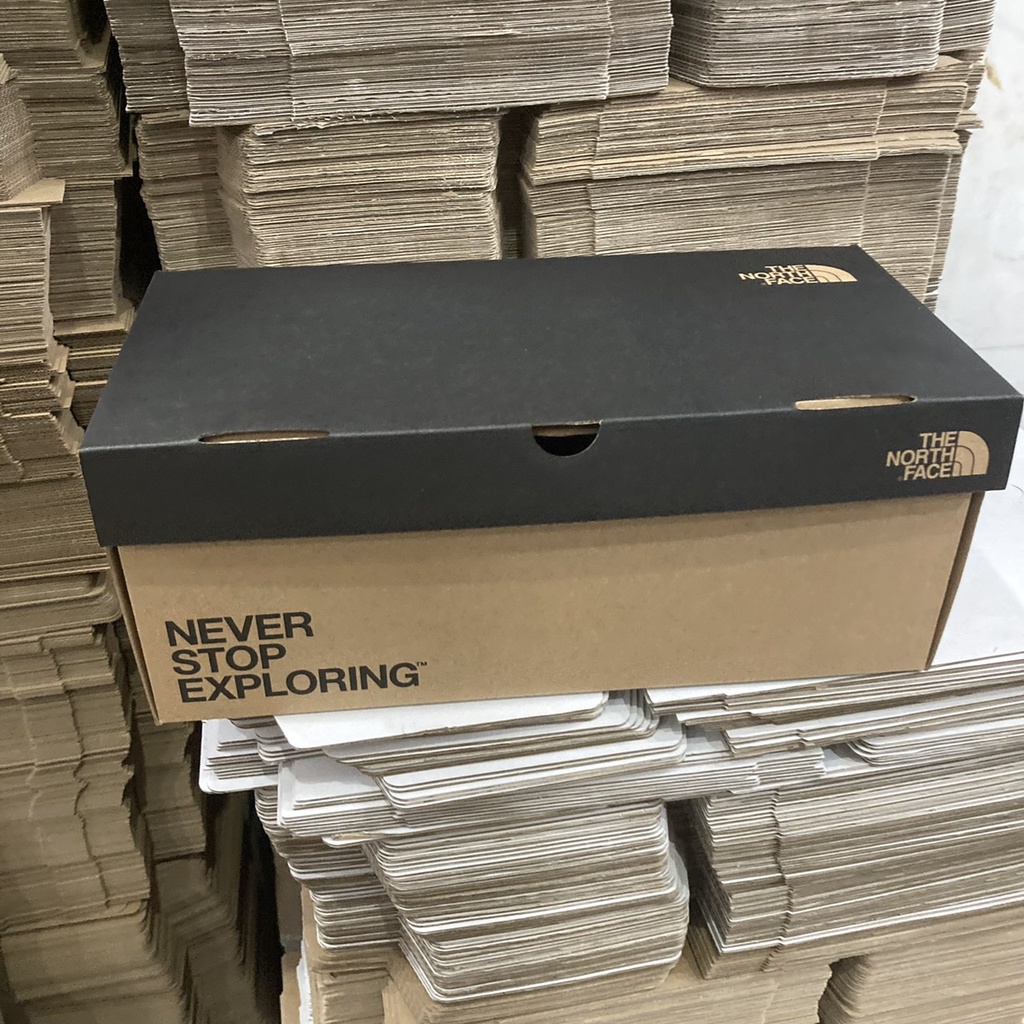 THE
NORTH
FACE
THE
NORTH
FACE
NEVER
STOP
EXPLORING™